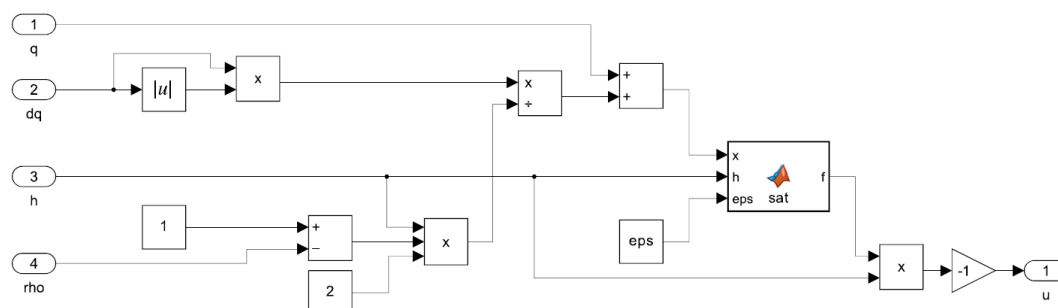 1
q
2
dq
|u|
x
x
÷
+
+
3
h
x
h
eps
f
sat
1
+
−
x
eps
4
rho
2
x
-1
1
u